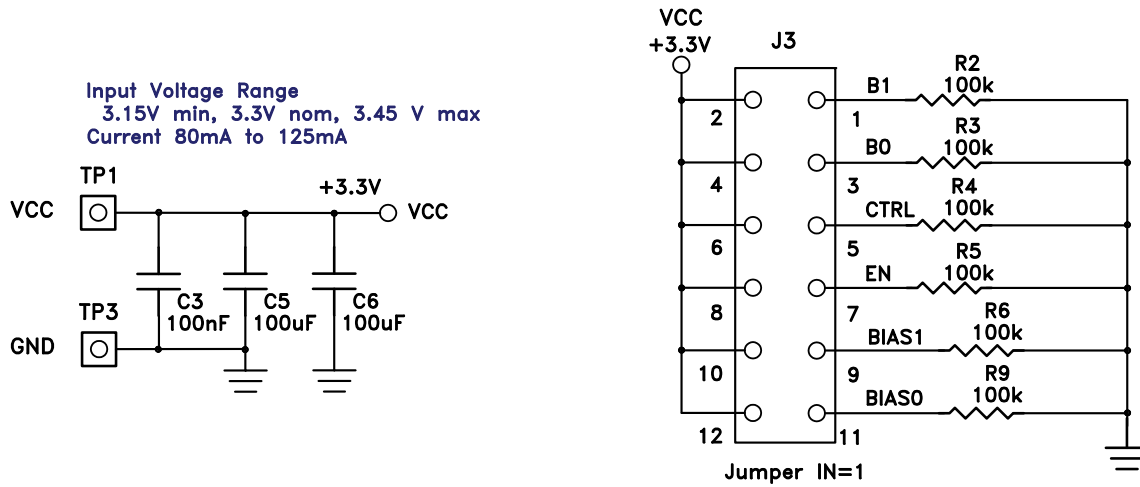 Input Voltage Range
3.15V min, 3.3V nom, 3.45 V max
Current 80mA to 125mA
TP1
VCC
+3.3V
VCC
C3
100nF
C5
100uF
C6
100uF
TP3
GND
VCC
+3.3V
J3
2
4
6
8
10
12
1
3
5
7
9
11
B1
R2
100k
B0
R3
100k
CTRL
R4
100k
EN
R5
100k
BIAS1
R6
100k
BIAS0
R9
100k
Jumper IN=1